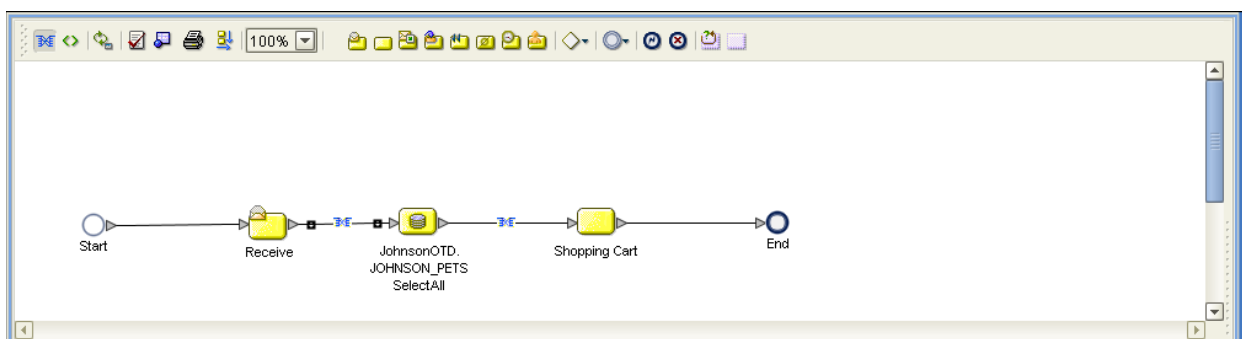 100%
Start
Receive
JohnsonOTD.
JOHNSON_PETS
SelectAll
Shopping Cart
End